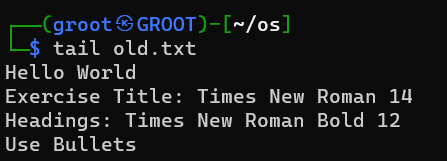 ┌──(groot㉿GROOT)-[~/os]
└─$ tail old.txt
Hello World
Exercise Title: Times New Roman 14
Headings: Times New Roman Bold 12
Use Bullets